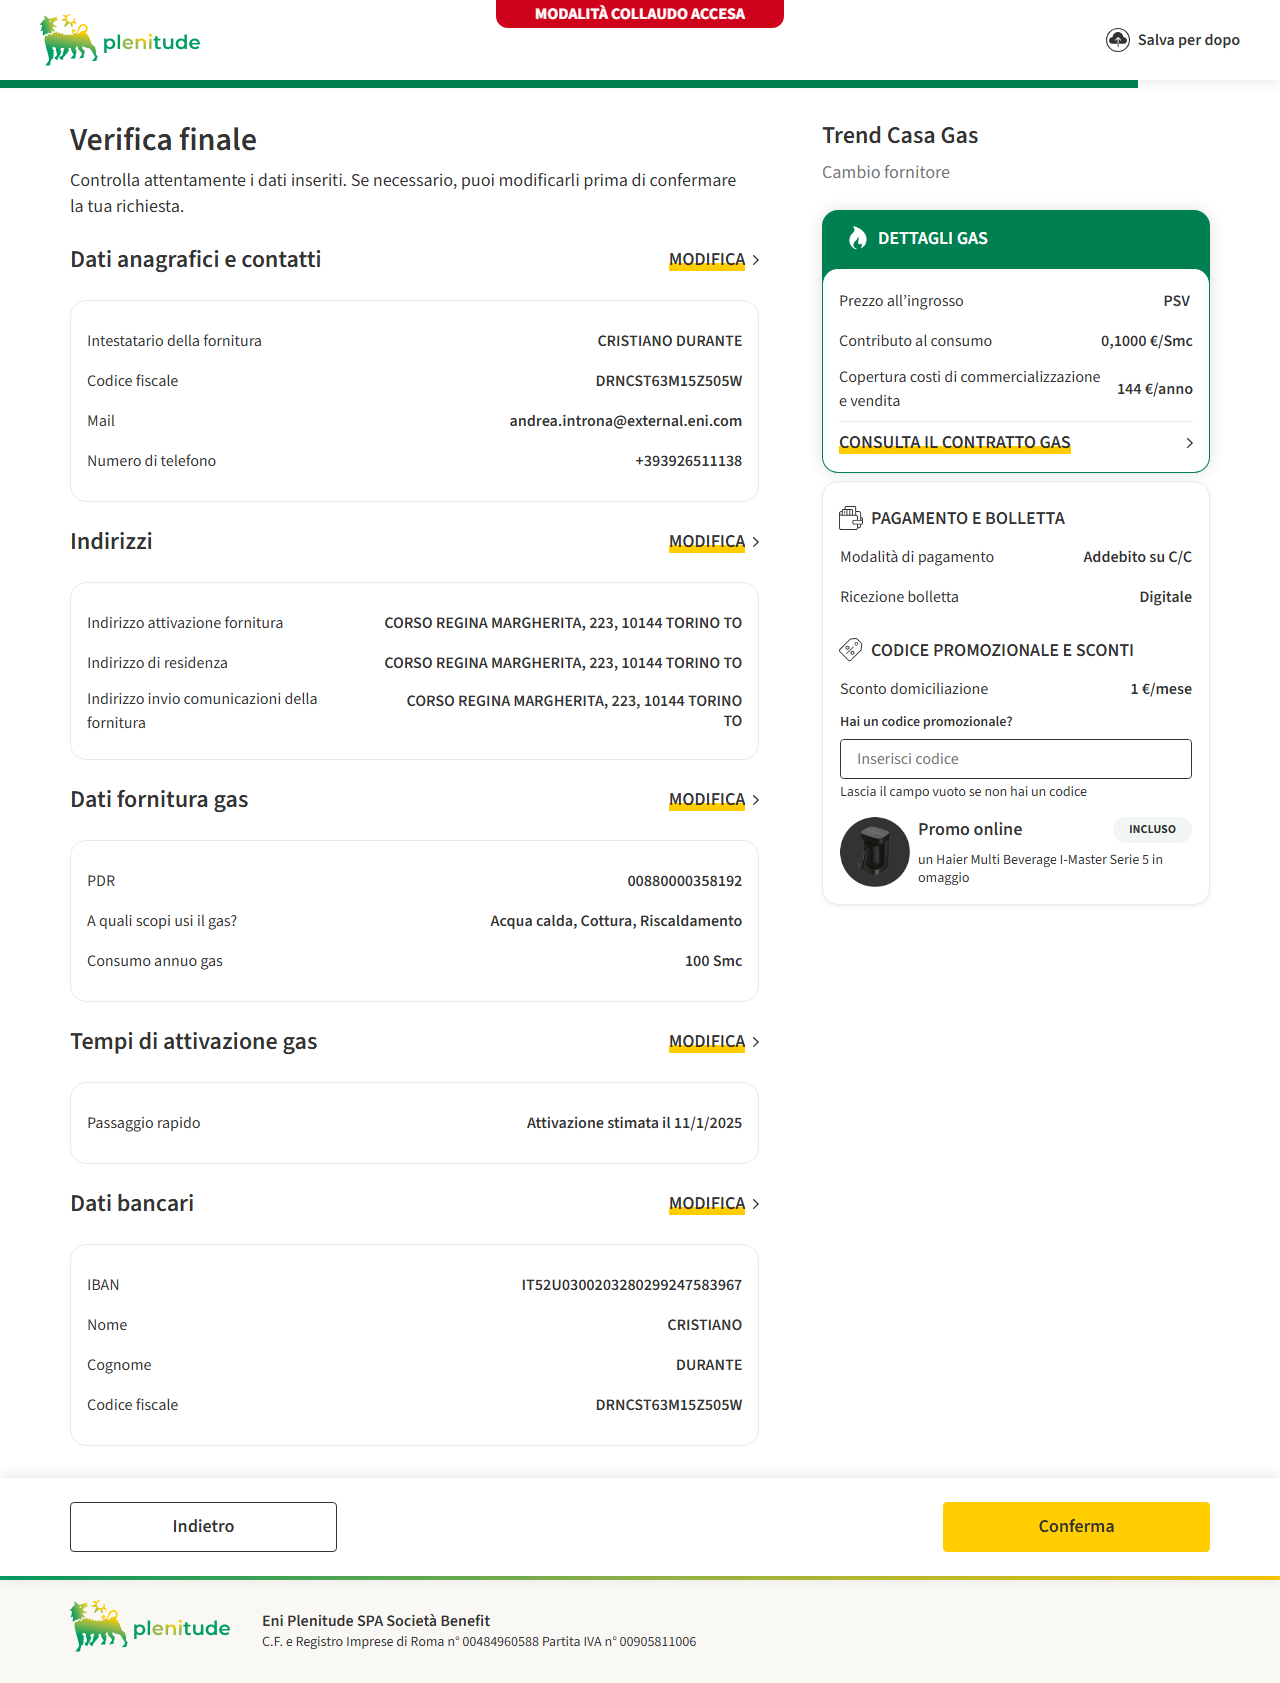 MODALITÀ COLLAUDO ACCESA
plenitude
Salva per dopo
Verifica finale
Controlla attentamente i dati inseriti. Se necessario, puoi modificarli prima di confermare
la tua richiesta.
Dati anagrafici e contatti
MODIFICA
Intestatario della fornitura
CRISTIANO DURANTE
Codice fiscale
DRNCST63M15Z505W
Mail
andrea.introna@external.eni.com
Numero di telefono
+393926511138
Indirizzi
MODIFICA
Indirizzo attivazione fornitura
CORSO REGINA MARGHERITA, 223, 10144 TORINO TO
Indirizzo di residenza
CORSO REGINA MARGHERITA, 223, 10144 TORINO TO
Indirizzo invio comunicazioni della
fornitura
CORSO REGINA MARGHERITA, 223, 10144 TORINO
TO
Dati fornitura gas
MODIFICA
PDR
00880000358192
A quali scopi usi il gas?
Acqua calda, Cottura, Riscaldamento
Consumo annuo gas
100 Smc
Tempi di attivazione gas
MODIFICA
Passaggio rapido
Attivazione stimata il 11/1/2025
Dati bancari
MODIFICA
IBAN
IT52U0300203280299247583967
Nome
CRISTIANO
Cognome
DURANTE
Codice fiscale
DRNCST63M15Z505W
Trend Casa Gas
Cambio fornitore
DETTAGLI GAS
Prezzo all’ingrosso
PSV
Contributo al consumo
0,1000 €/Smc
Copertura costi di commercializzazione
e vendita
144 €/anno
CONSULTA IL CONTRATTO GAS
PAGAMENTO E BOLLETTA
Modalità di pagamento
Addebito su C/C
Ricezione bolletta
Digitale
CODICE PROMOZIONALE E SCONTI
Sconto domiciliazione
1 €/mese
Hai un codice promozionale?
Inserisci codice
Lascia il campo vuoto se non hai un codice
Promo online
INCLUSO
un Haier Multi Beverage I-Master Serie 5 in
omaggio
Indietro
Conferma
plenitude
Eni Plenitude SPA Società Benefit
C.F. e Registro Imprese di Roma n° 00484960588 Partita IVA n° 00905811006